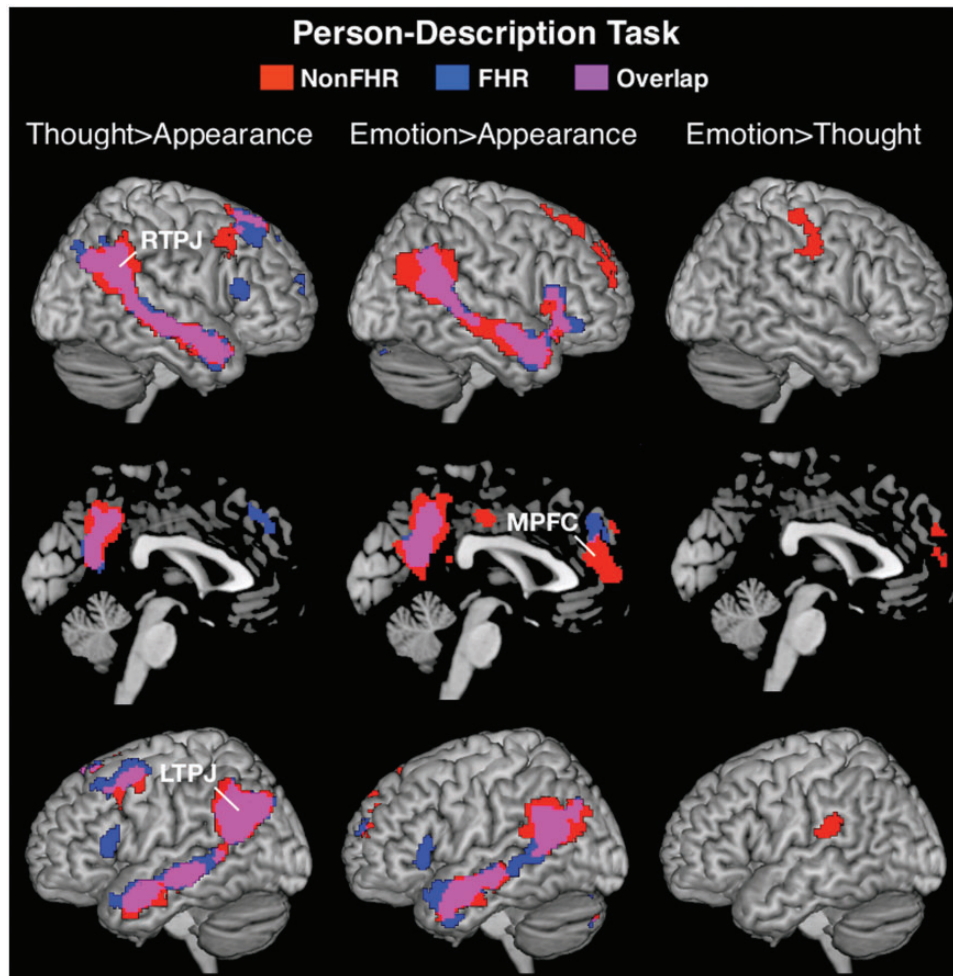 Person-Description Task
NonFHR FHR Overlap
Thought>Appearance Emotion>Appearance Emotion>Thought
RTPJ
MPFC
LTPJ